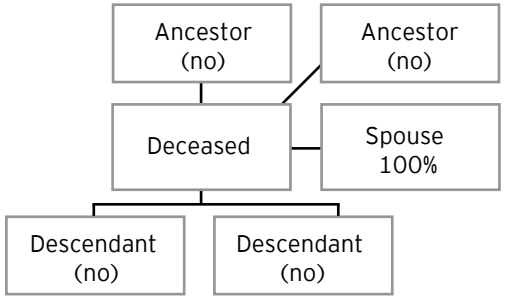 Ancestor
(no)
Ancestor
(no)
Deceased
Spouse
100%
Descendant
(no)
Descendant
(no)